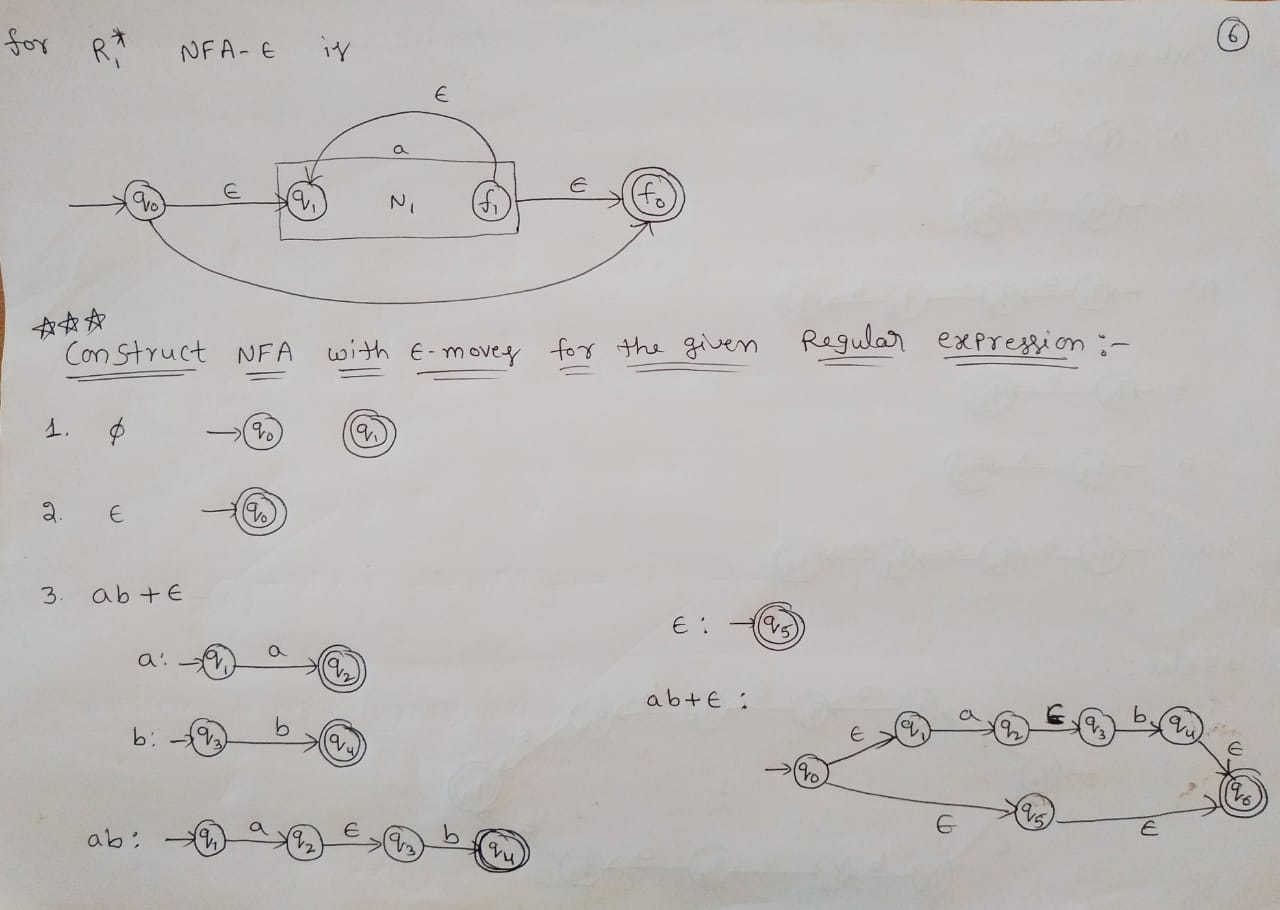 for R₁* NFA-ε is
6
ε
a
q₀ ε q₁ N₁ f₁ ε f₀
☆☆☆
Construct NFA with ε-moves for the given Regular expression :-
1. ϕ → q₀ q₁
2. ε → q₀
3. ab + ε
a: → q₁ a → q₂
b: → q₃ b → q₄
ab: → q₁ a → q₂ ε → q₃ b → q₄
ε: → q₅
ab+ε :
ε q₁ a q₂ ε q₃ b q₄ ε
→ q₀ q₆
ε q₅ ε